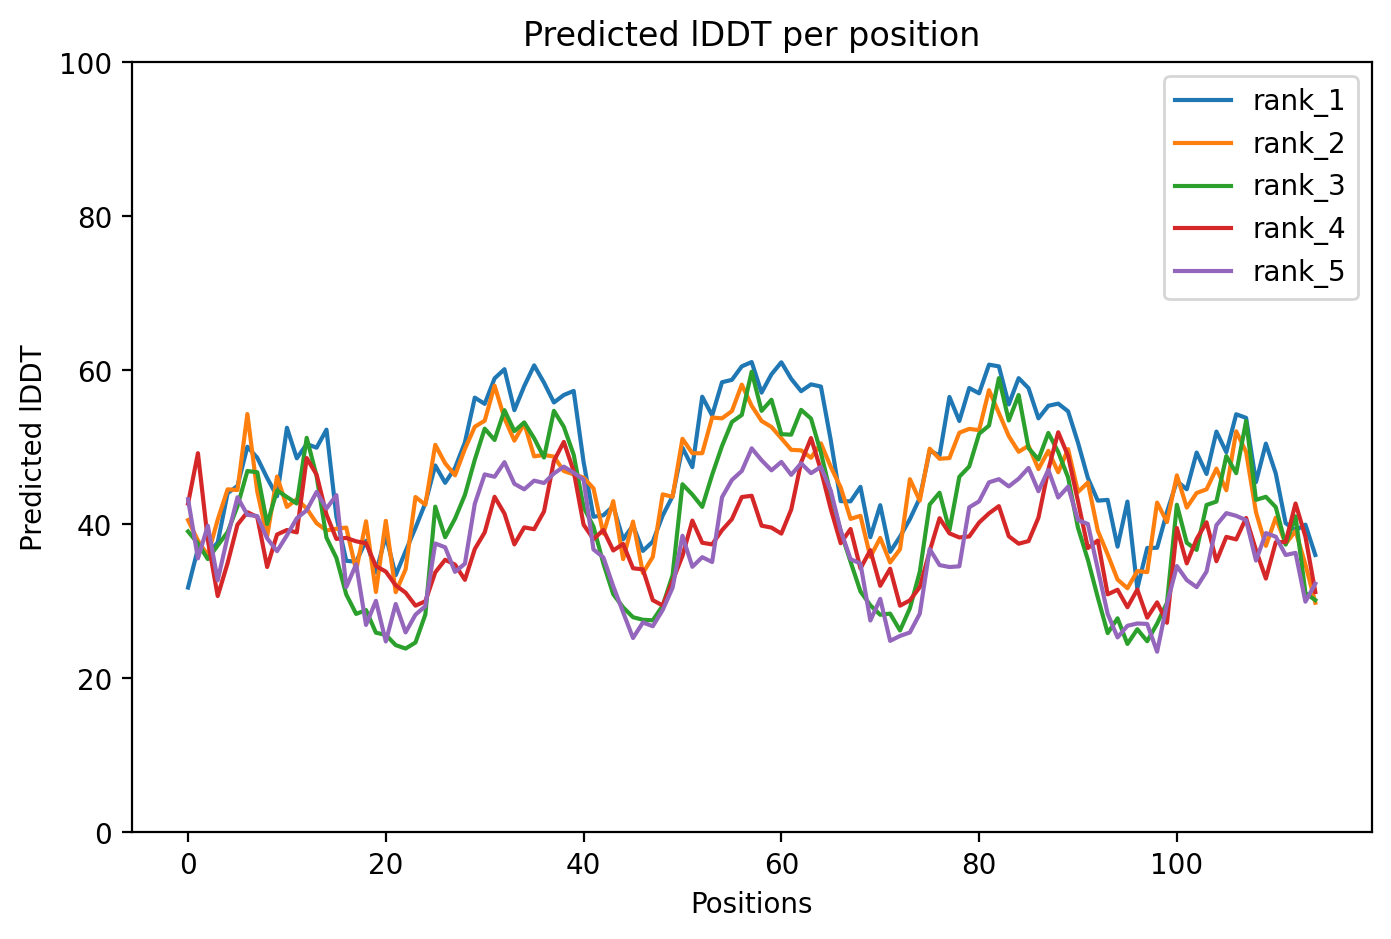 Predicted lDDT per position
100
80
60
40
20
0
Predicted lDDT
0 20 40 60 80 100
Positions
rank_1
rank_2
rank_3
rank_4
rank_5